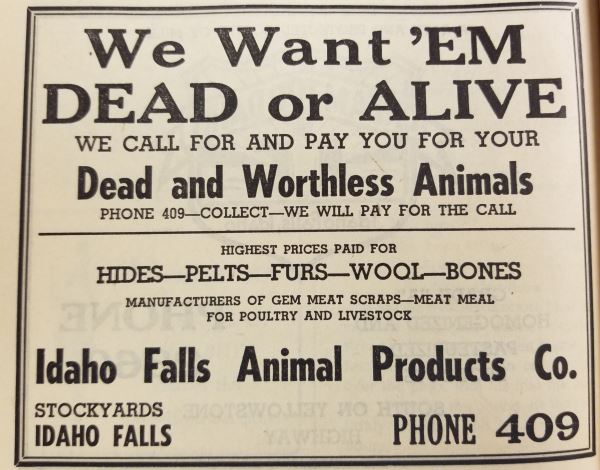 We Want 'EM
DEAD or ALIVE
WE CALL FOR AND PAY YOU FOR YOUR
Dead and Worthless Animals
PHONE 409—COLLECT—WE WILL PAY FOR THE CALL
HIGHEST PRICES PAID FOR
HIDES—PELTS—FURS—WOOL—BONES
MANUFACTURERS OF GEM MEAT SCRAPS—MEAT MEAL
FOR POULTRY AND LIVESTOCK
Idaho Falls Animal Products Co.
STOCKYARDS
IDAHO FALLS
PHONE 409